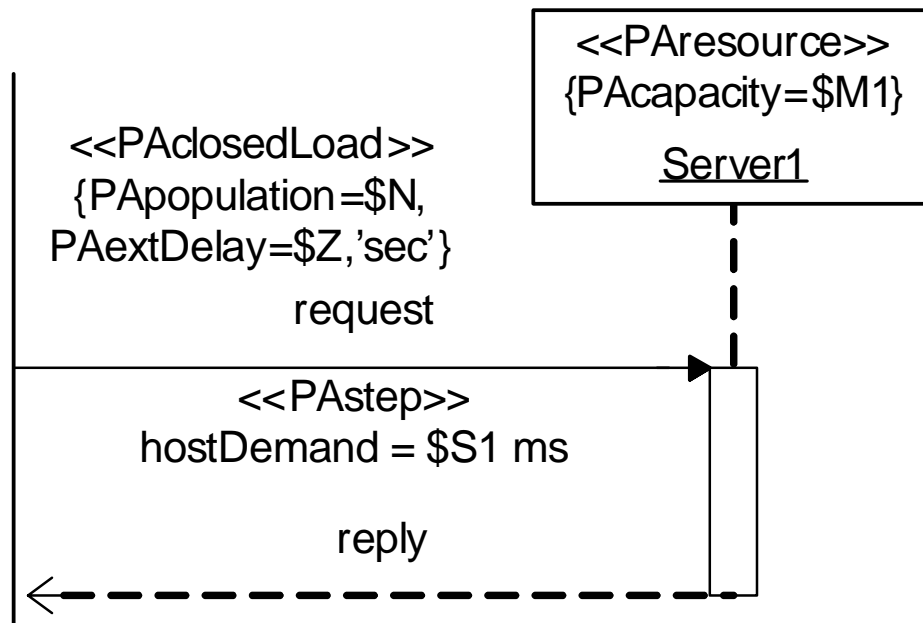 <<PAresource>>
{PAcapacity=$M1}
Server1
<<PAclosedLoad>>
{PApopulation=$N,
PAextDelay=$Z,’sec’}
request
<<PAstep>>
hostDemand = $S1 ms
reply